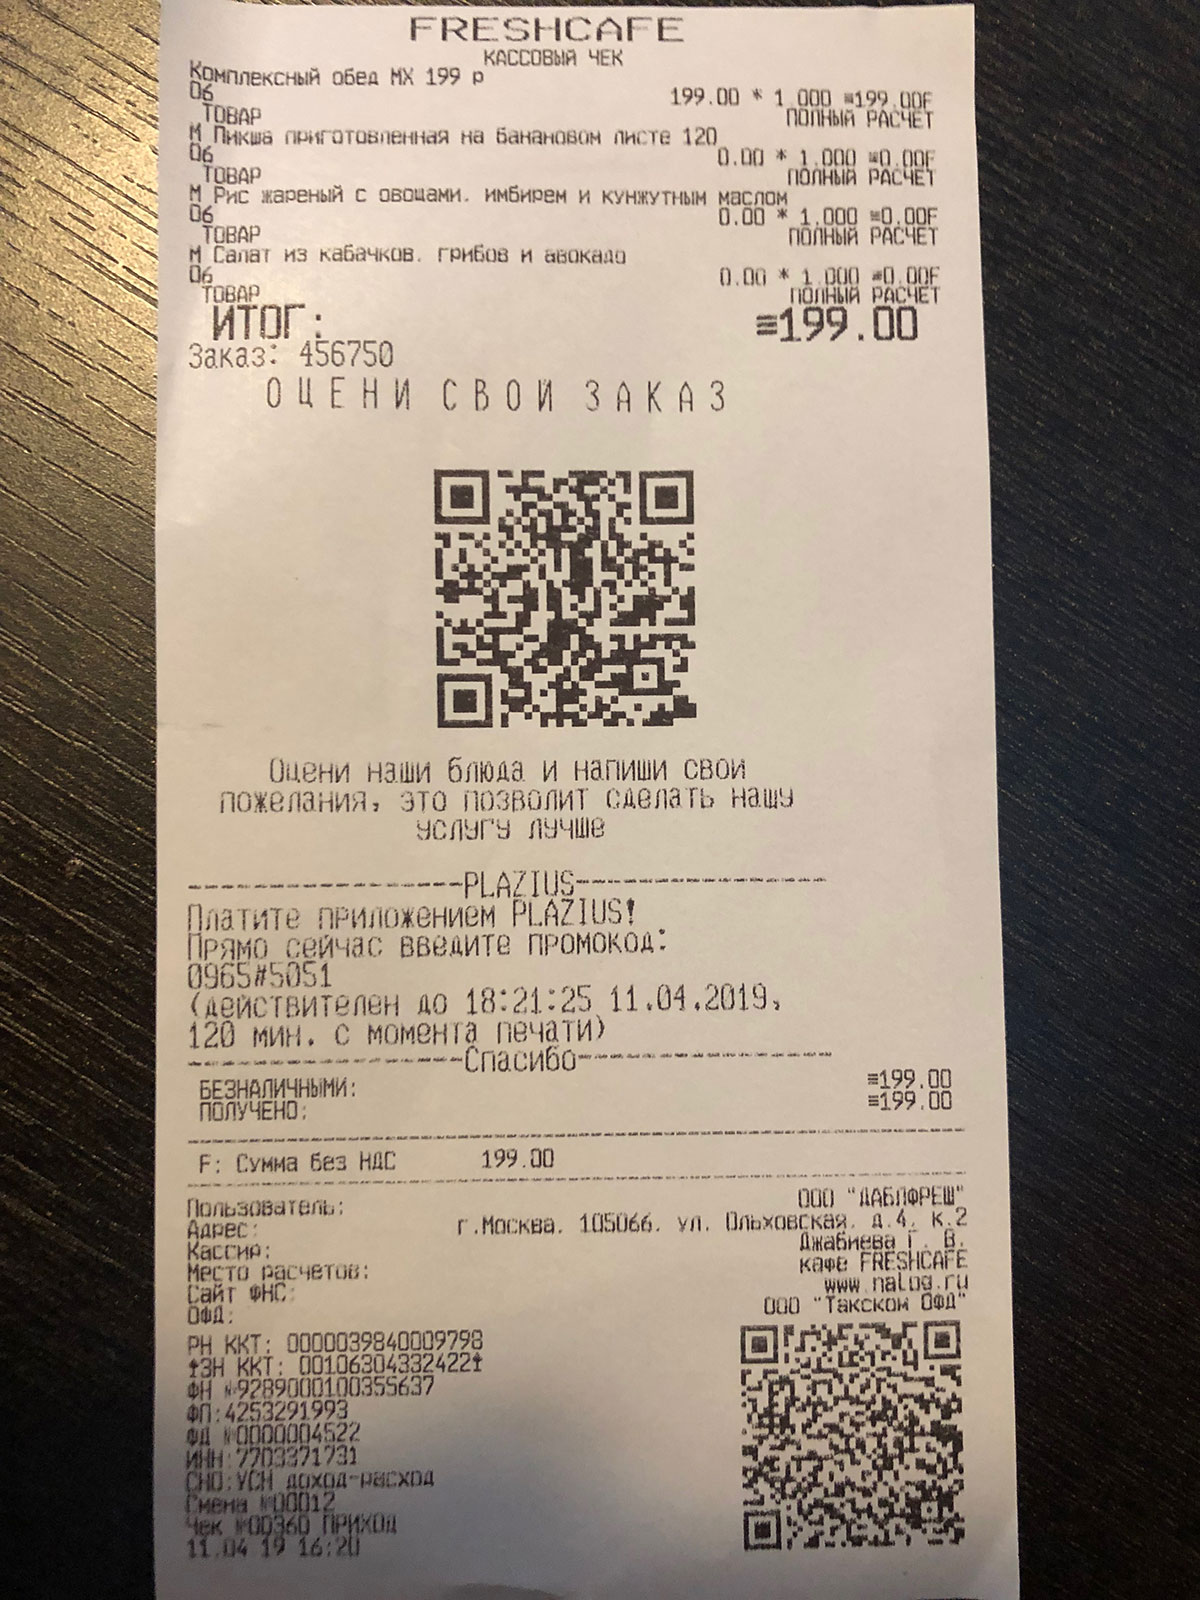 FRESHCAFE
КАССОВЫЙ ЧЕК
Комплексный обед МХ 199 р
06 199.00 * 1.000 ≡199.00F
ТОВАР ПОЛНЫЙ РАСЧЕТ
М Пикша приготовленная на банановом листе 120
06 0.00 * 1.000 ≡0.00F
ТОВАР ПОЛНЫЙ РАСЧЕТ
М Рис жареный с овощами, имбирем и кунжутным маслом
06 0.00 * 1.000 ≡0.00F
ТОВАР ПОЛНЫЙ РАСЧЕТ
М Салат из кабачков, грибов и авокадо
06 0.00 * 1.000 ≡0.00F
ТОВАР ПОЛНЫЙ РАСЧЕТ
ИТОГ: ≡199.00
Заказ: 456750
ОЦЕНИ СВОЙ ЗАКАЗ
Оцени наши блюда и напиши свои
пожелания, это позволит сделать нашу
услугу лучше
PLAZIUS
Платите приложением PLAZIUS!
Прямо сейчас введите промокод:
0965#5051
(действителен до 18:21:25 11.04.2019,
120 мин. с момента печати)
Спасибо
БЕЗНАЛИЧНЫМИ: ≡199.00
ПОЛУЧЕНО: ≡199.00
F: Сумма без НДС 199.00
Пользователь: ООО "ДАБЛФРЕШ"
Адрес: г.Москва, 105066, ул. Ольховская, д.4, к.2
Кассир: Джабиева Г. В.
Место расчетов: кафе FRESHCAFE
Сайт ФНС: www.nalog.ru
ОФД: ООО "Такском ОФД"
РН ККТ: 0000039840009798
ЗН ККТ: 00106304332422
ФН №9289000100355637
ФП:4253291993
ФД №0000004522
ИНН:7703371731
СНО:УСН доход-расход
Смена №00012
Чек №00360 ПРИХОД
11.04.19 16:20